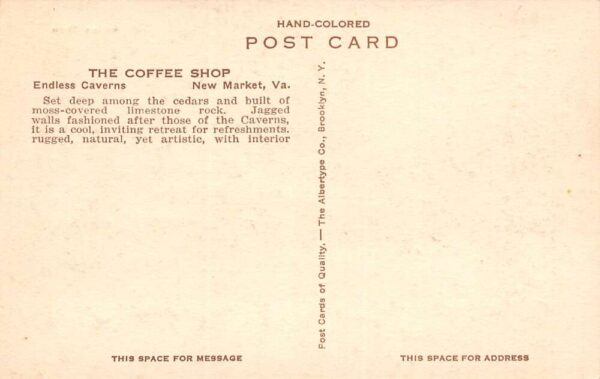 HAND-COLORED
POST CARD
THE COFFEE SHOP
Endless Caverns New Market, Va.
Set deep among the cedars and built of
moss-covered limestone rock. Jagged
walls fashioned after those of the Caverns,
it is a cool, inviting retreat for refreshments.
rugged, natural, yet artistic, with interior
Post Cards of Quality. — The Albertype Co., Brooklyn, N. Y.
THIS SPACE FOR MESSAGE
THIS SPACE FOR ADDRESS